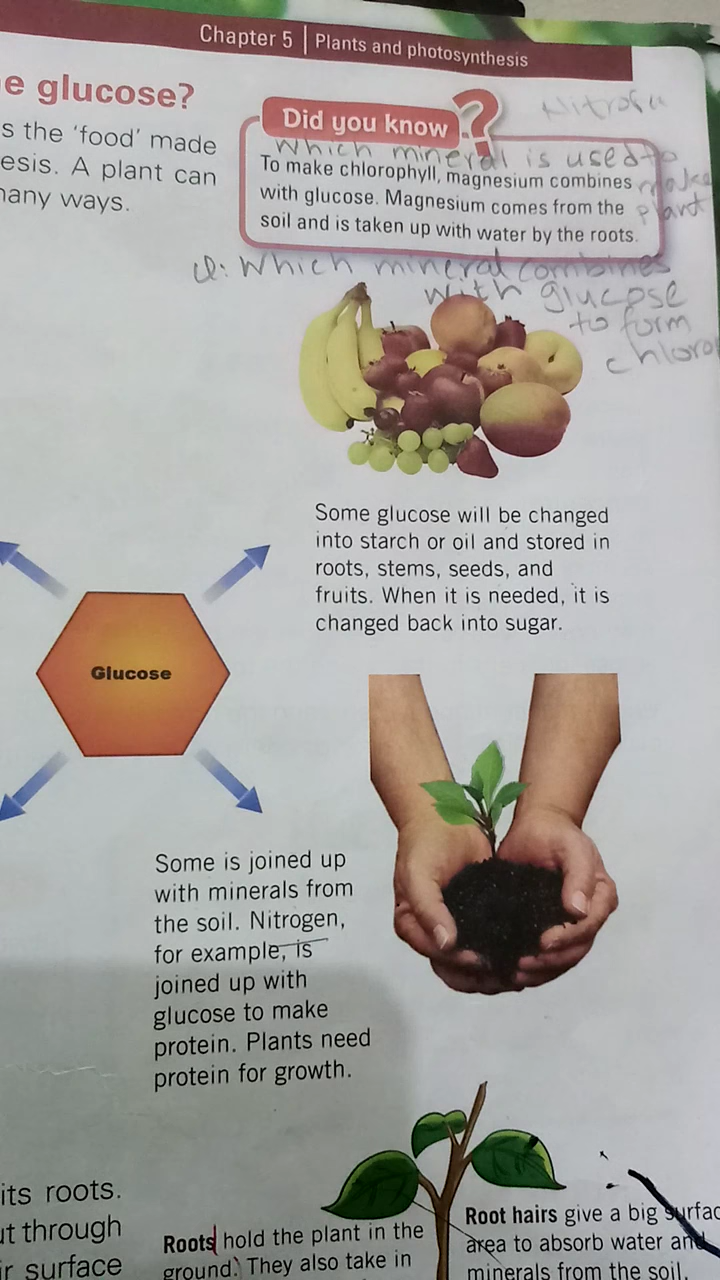 Chapter 5 | Plants and photosynthesis
e glucose?
s the 'food' made
esis. A plant can
any ways.
Did you know
?
Which mineral is used to
make
plant
To make chlorophyll, magnesium combines
with glucose. Magnesium comes from the
soil and is taken up with water by the roots.
Q: Which mineral combines
with glucose
to form
chloro
Some glucose will be changed
into starch or oil and stored in
roots, stems, seeds, and
fruits. When it is needed, it is
changed back into sugar.
Glucose
Some is joined up
with minerals from
the soil. Nitrogen,
for example, is
joined up with
glucose to make
protein. Plants need
protein for growth.
its roots.
ut through
ir surface
Roots hold the plant in the
ground. They also take in
Root hairs give a big surfac
area to absorb water and
minerals from the soil.